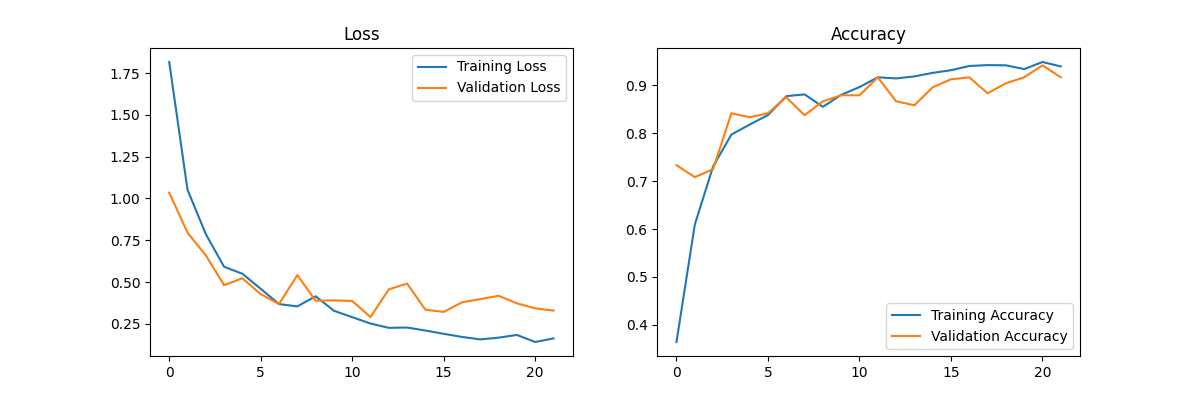 Loss
1.75
1.50
1.25
1.00
0.75
0.50
0.25
0 5 10 15 20
Training Loss
Validation Loss
Accuracy
0.9
0.8
0.7
0.6
0.5
0.4
0 5 10 15 20
Training Accuracy
Validation Accuracy